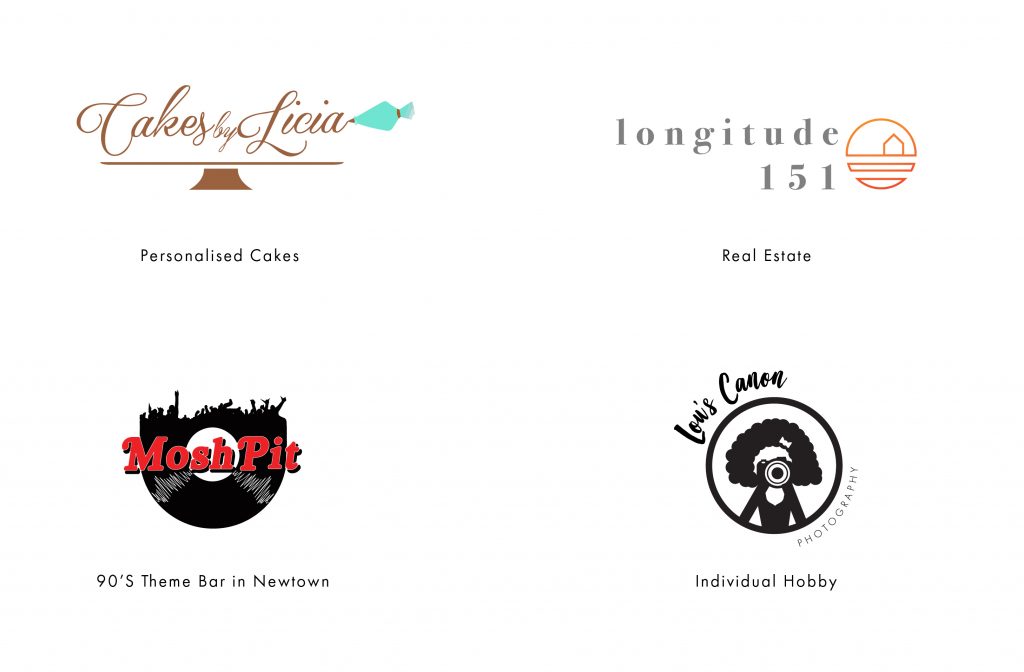 Cakes by Licia
Personalised Cakes
longitude
151
Real Estate
MoshPit
90'S Theme Bar in Newtown
Lou's Canon
PHOTOGRAPHY
Individual Hobby